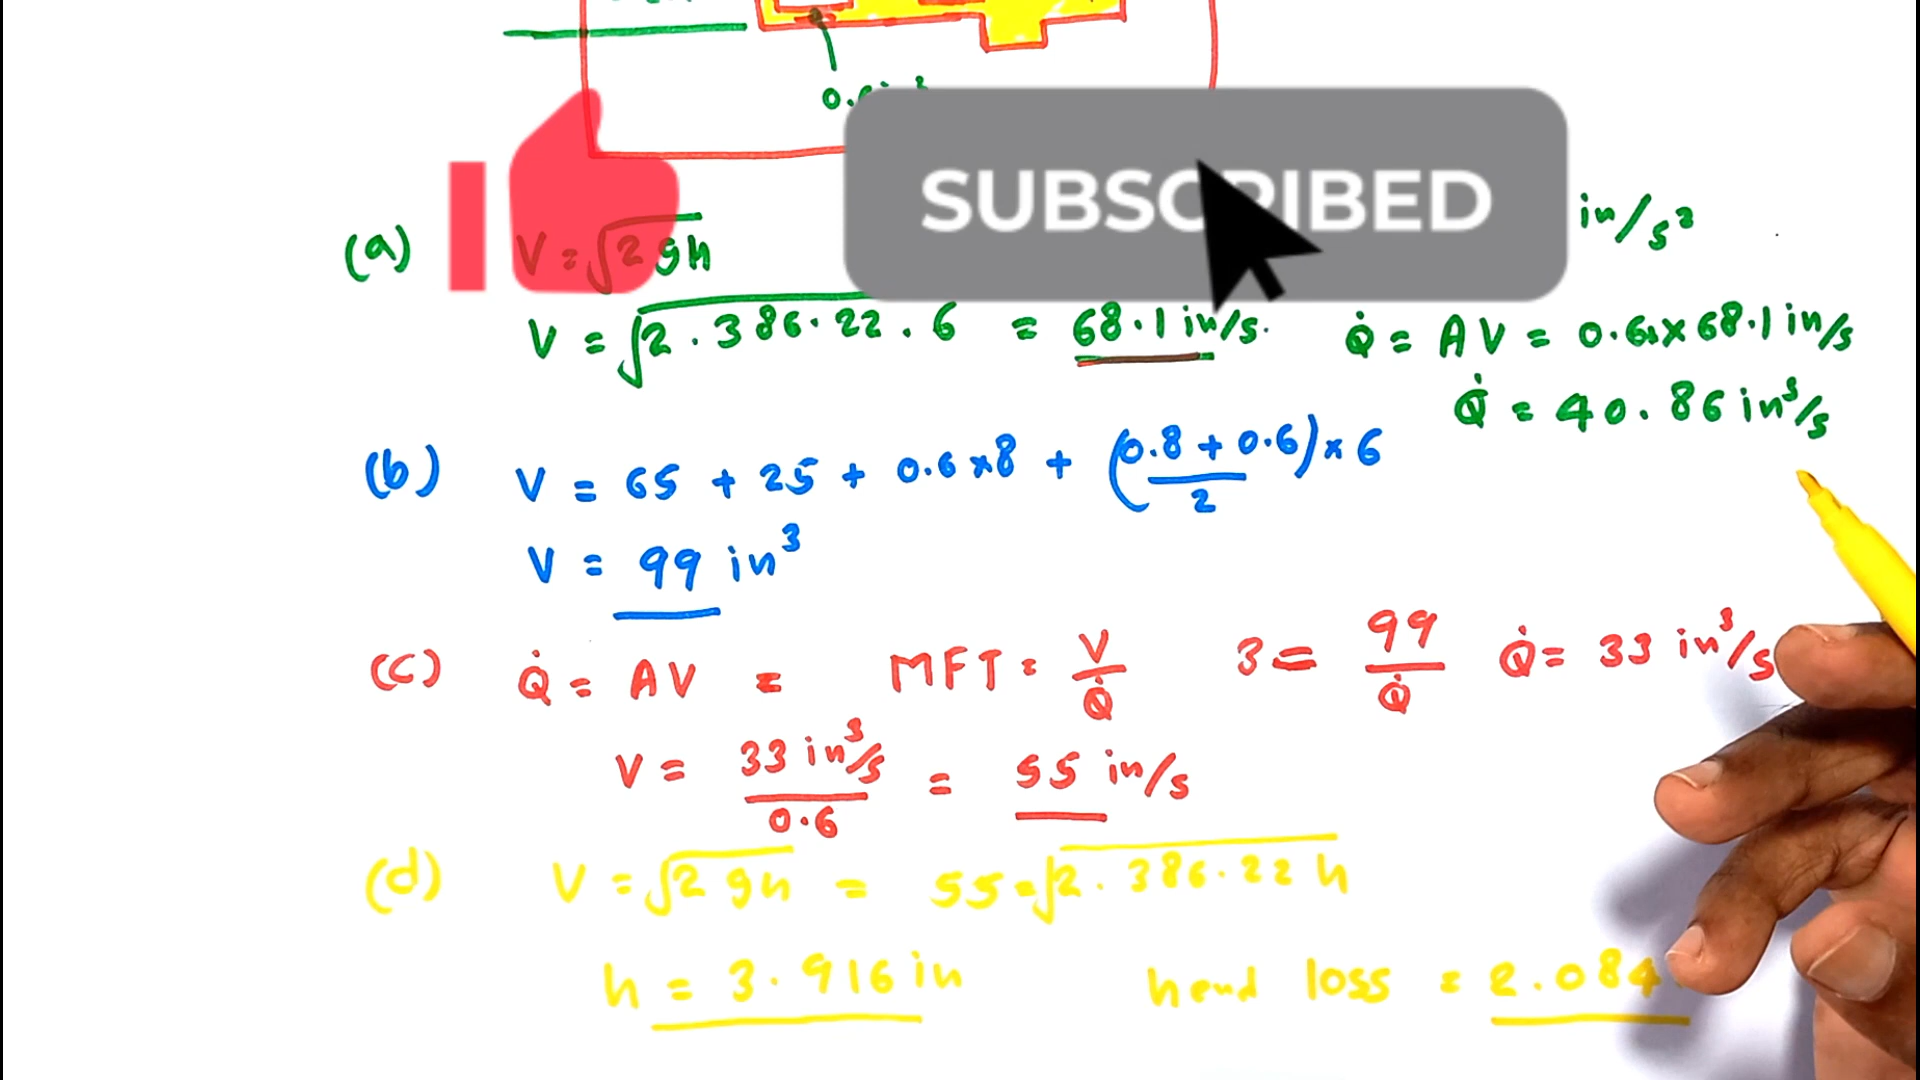 SUBSCRIBED
in/s²
(a) V = √2gh
V = √2.386.22.6 = 68.1 in/s. Q̇ = AV = 0.6 x 68.1 in/s
Q̇ = 40.86 in³/s
(b) V = 65 + 25 + 0.6 x 8 + (0.8 + 0.6)/2 x 6
V = 99 in³
(c) Q̇ = AV = MFT = V/Q̇ 3 = 99/Q̇ Q̇ = 33 in³/s
V = 33 in³/s / 0.6 = 55 in/s
(d) V = √2gh = 55 = √2.386.22 h
h = 3.916 in head loss = 2.084